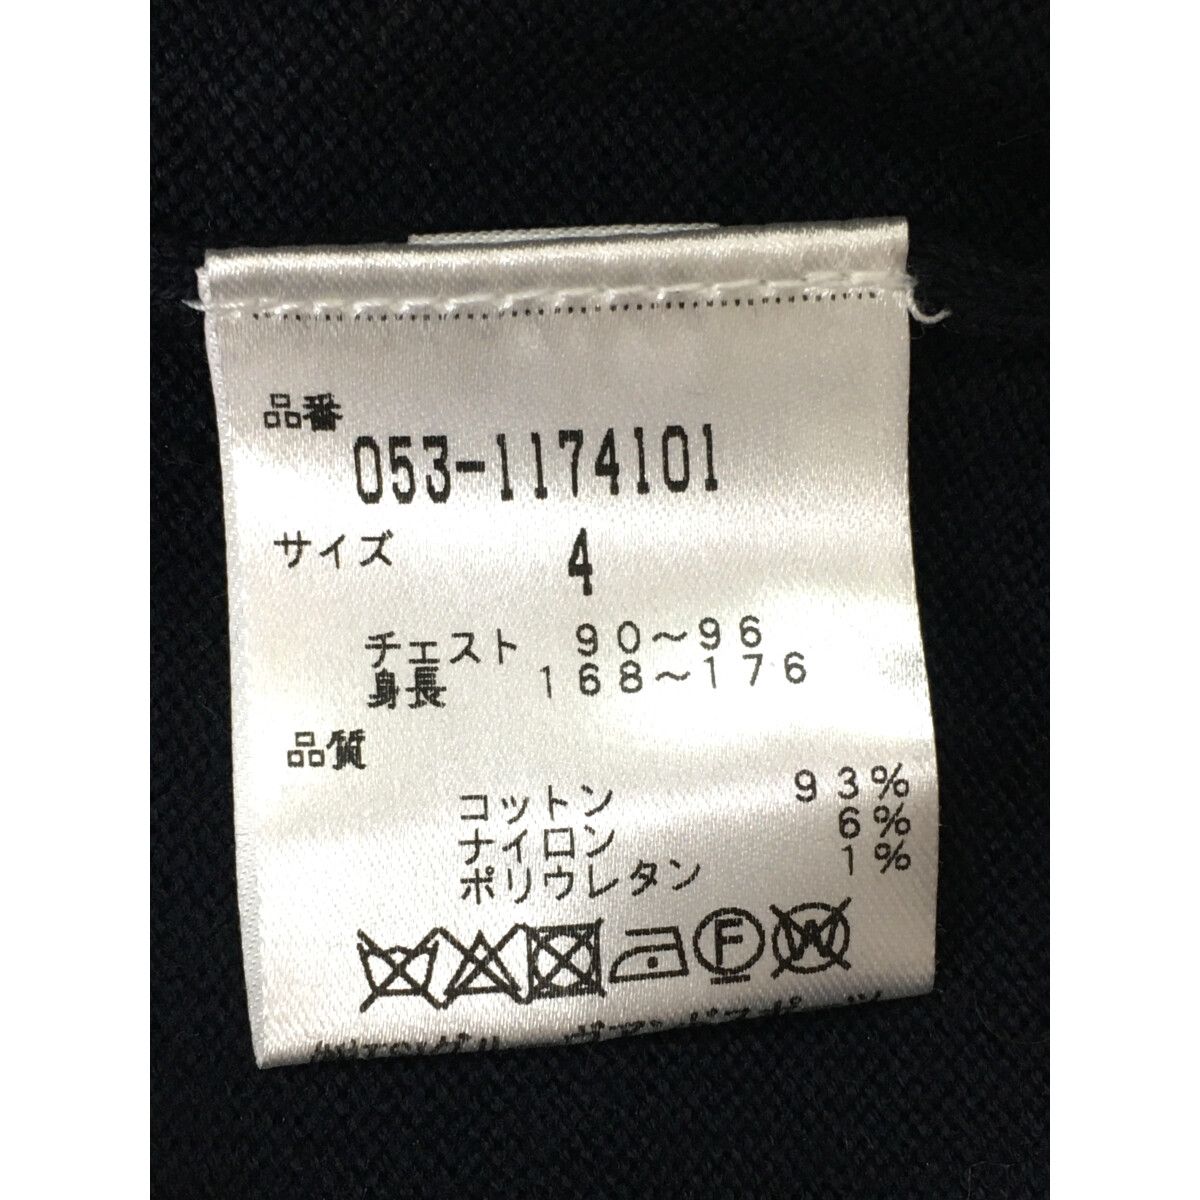 品番
053-1174101
サイズ 4
チェスト 90~96
身長 168~176
品質
コットン 93%
ナイロン 6%
ポリウレタン 1%
F W